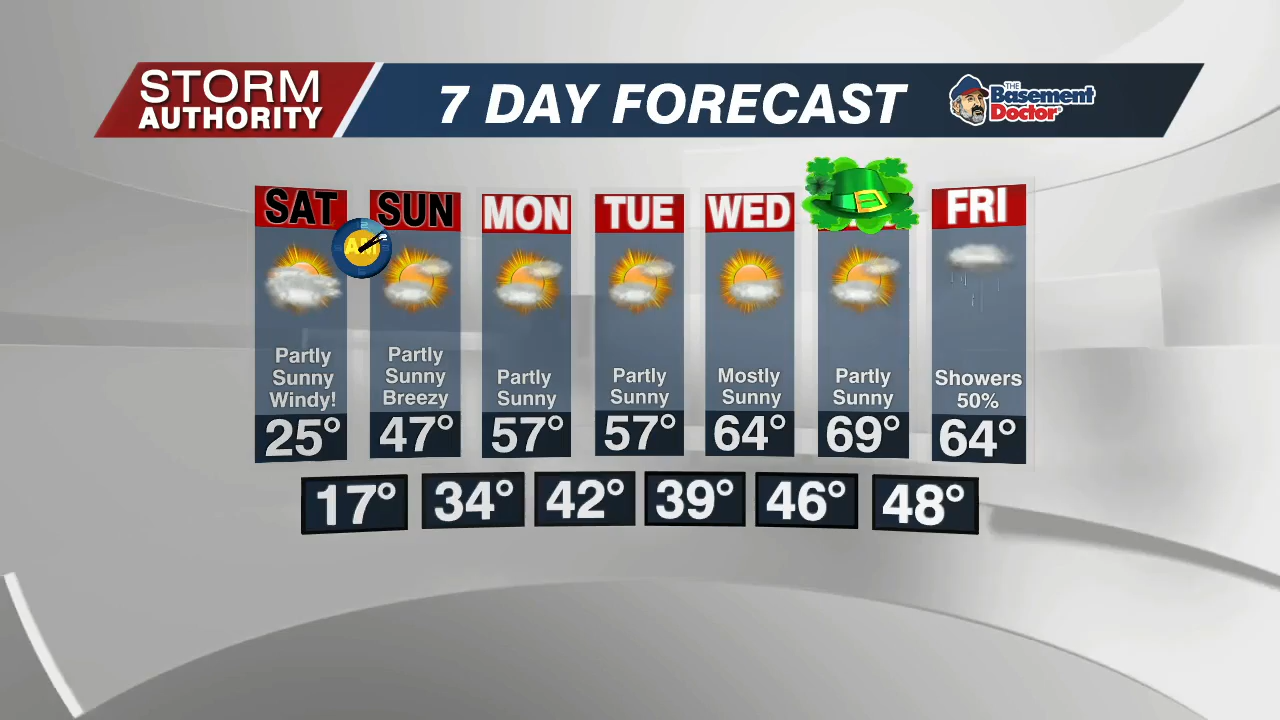 STORM
AUTHORITY
7 DAY FORECAST
THE
Basement
Doctor
SAT
SUN
MON
TUE
WED
FRI
AM
Partly
Sunny
Windy!
Partly
Sunny
Breezy
Partly
Sunny
Partly
Sunny
Mostly
Sunny
Partly
Sunny
Showers
50%
25°
47°
57°
57°
64°
69°
64°
17°
34°
42°
39°
46°
48°